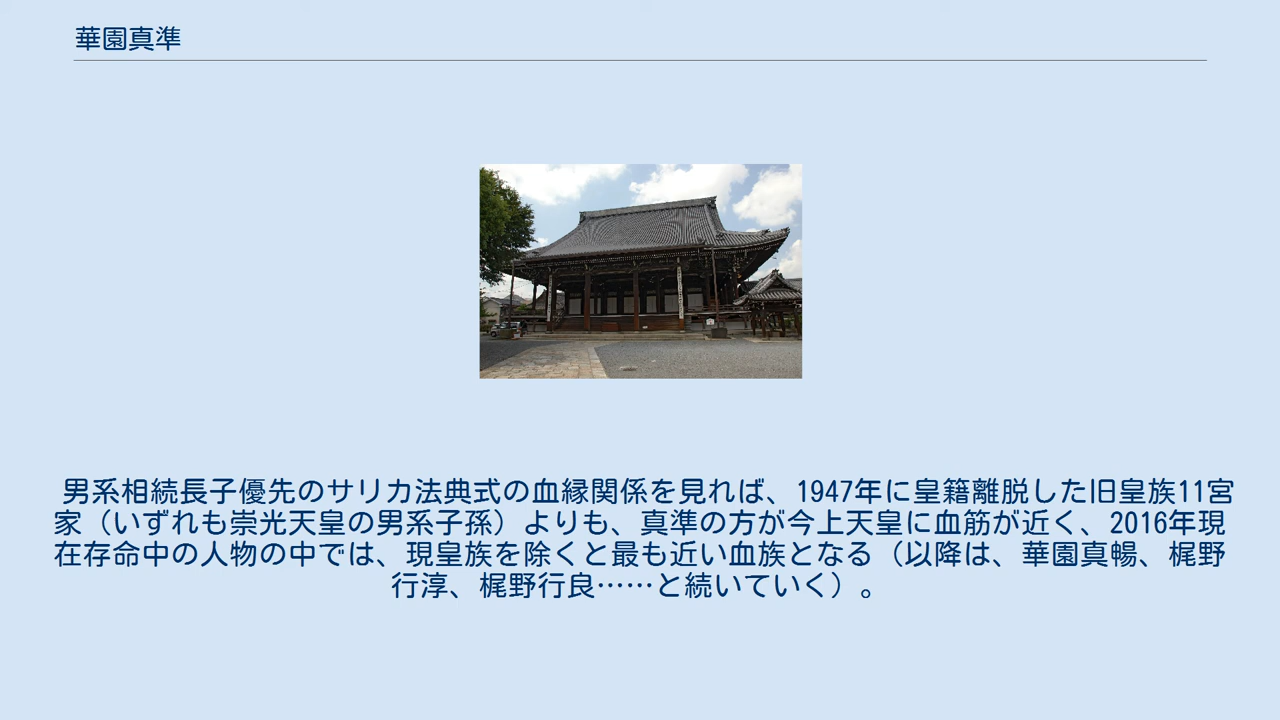 華園真準
男系相続長子優先のサリカ法典式の血縁関係を見れば、1947年に皇籍離脱した旧皇族11宮
家（いずれも崇光天皇の男系子孫）よりも、真準の方が今上天皇に血筋が近く、2016年現
在存命中の人物の中では、現皇族を除くと最も近い血族となる（以降は、華園真暢、梶野
行淳、梶野行良……と続いていく）。